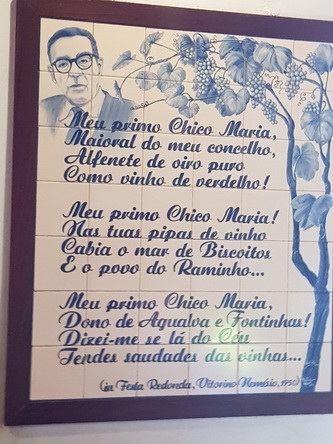 Meu primo Chico Maria,
Maioral do meu concelho,
Alfenete de oiro puro
Como vinho de verdelho!
Meu primo Chico Maria!
Nas tuas pipas de vinho
Cabia o mar de Biscoitos
E o povo do Raminho...
Meu primo Chico Maria,
Dono de Agualva e Fontinhas!
Dizei-me se lá do Céu
Tendes saudades das vinhas...
(in Festa Redonda, Vitorino Nemésio, 1950)